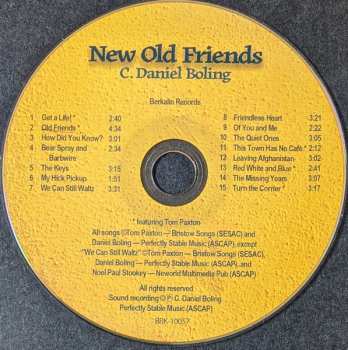 New Old Friends
C. Daniel Boling
Berkalin Records
1 Get a Life! * 2:40
2 Old Friends * 4:34
3 How Did You Know? 2:21
4 Bear Spray and
Barbwire 4:34
5 The Keys 3:15
6 My Hick Pickup 1:51
7 We Can Still Waltz 3:31
8 Friendless Heart 3:21
9 Of You and Me 2:22
10 The Quiet Ones 3:05
11 This Town Has No Café * 2:19
12 Leaving Afghanistan 3:01
13 Red White and Blue * 2:41
14 The Missing Years 4:00
15 Turn the Corner * 3:17
* featuring Tom Paxton
All songs ©Tom Paxton — Bristow Songs (SESAC) and
Daniel Boling — Perfectly Stable Music (ASCAP) except
"We Can Still Waltz" ©Tom Paxton — Bristow Songs (SESAC),
Daniel Boling — Perfectly Stable Music (ASCAP), and
Noel Paul Stookey — Neworld Multimedia Pub (ASCAP)
All rights reserved
Sound recording © ℗ C. Daniel Boling
Perfectly Stable Music (ASCAP)
BRK-10037